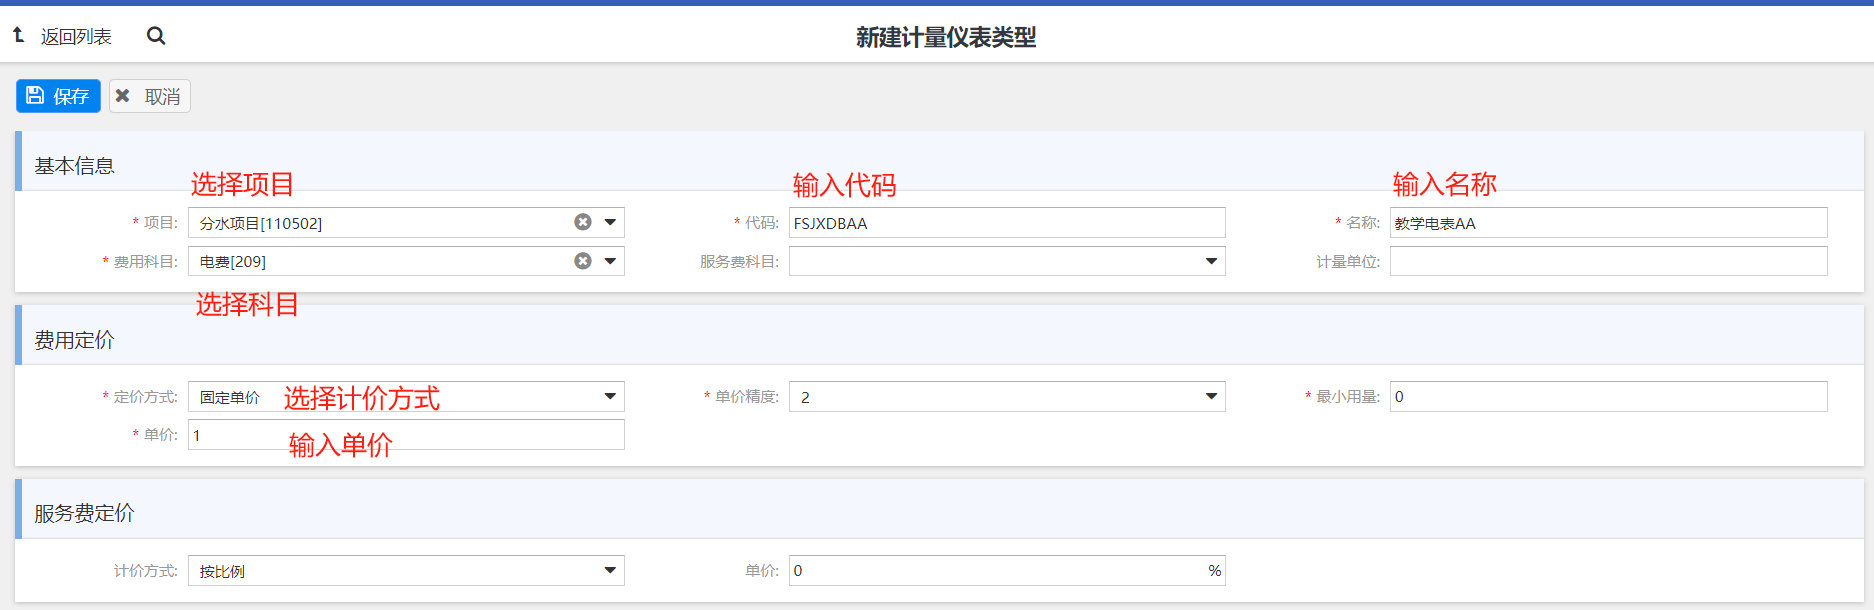 返回列表
新建计量仪表类型
保存 取消
基本信息
选择项目 输入代码 输入名称
* 项目: 分水项目[110502] * 代码: FSJXDBAA * 名称: 教学电表AA
* 费用科目: 电费[209] 服务费科目: 计量单位:
选择科目
费用定价
* 定价方式: 固定单价 选择计价方式 * 单价精度: 2 * 最小用量: 0
* 单价: 1 输入单价
服务费定价
计价方式: 按比例 单价: 0 %